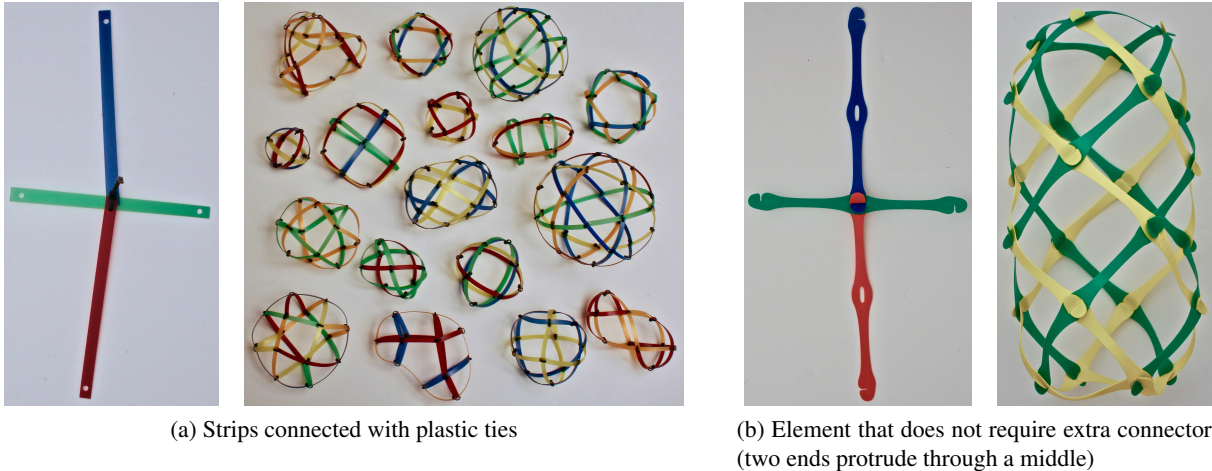 (a) Strips connected with plastic ties
(b) Element that does not require extra connector
(two ends protrude through a middle)